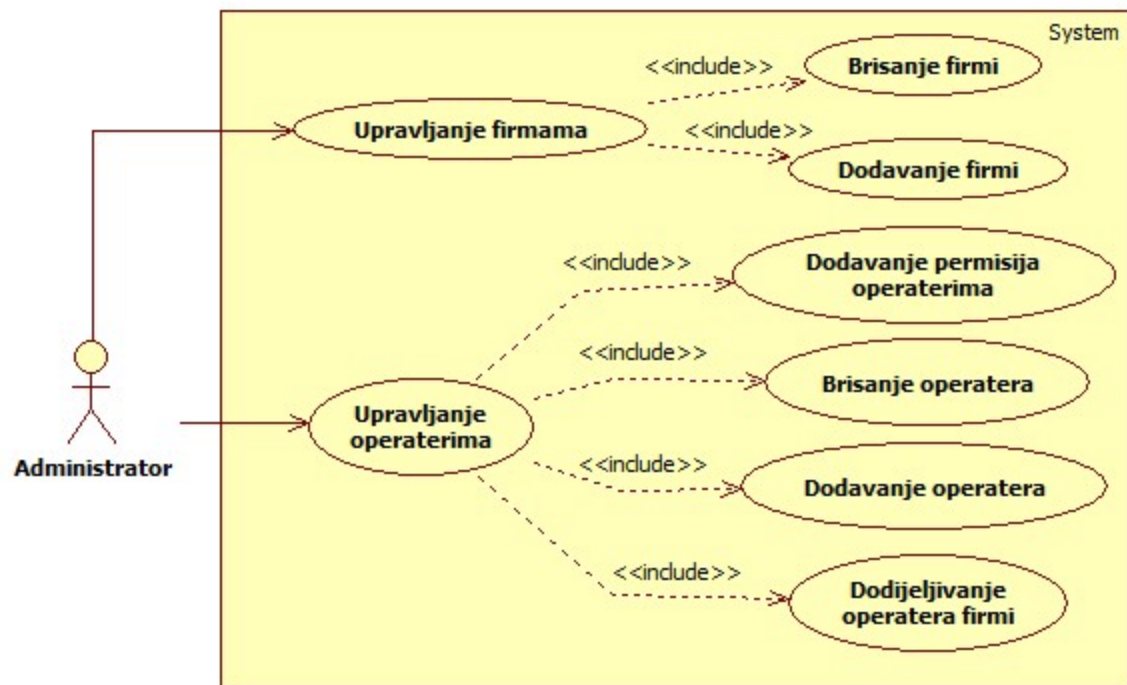 System
<<include>>
Brisanje firmi
Upravljanje firmama
<<include>>
Dodavanje firmi
<<include>>
Dodavanje permisija
operaterima
<<include>>
Brisanje operatera
Upravljanje
operaterima
Administrator
<<include>>
Dodavanje operatera
<<include>>
Dodijeljivanje
operatera firmi